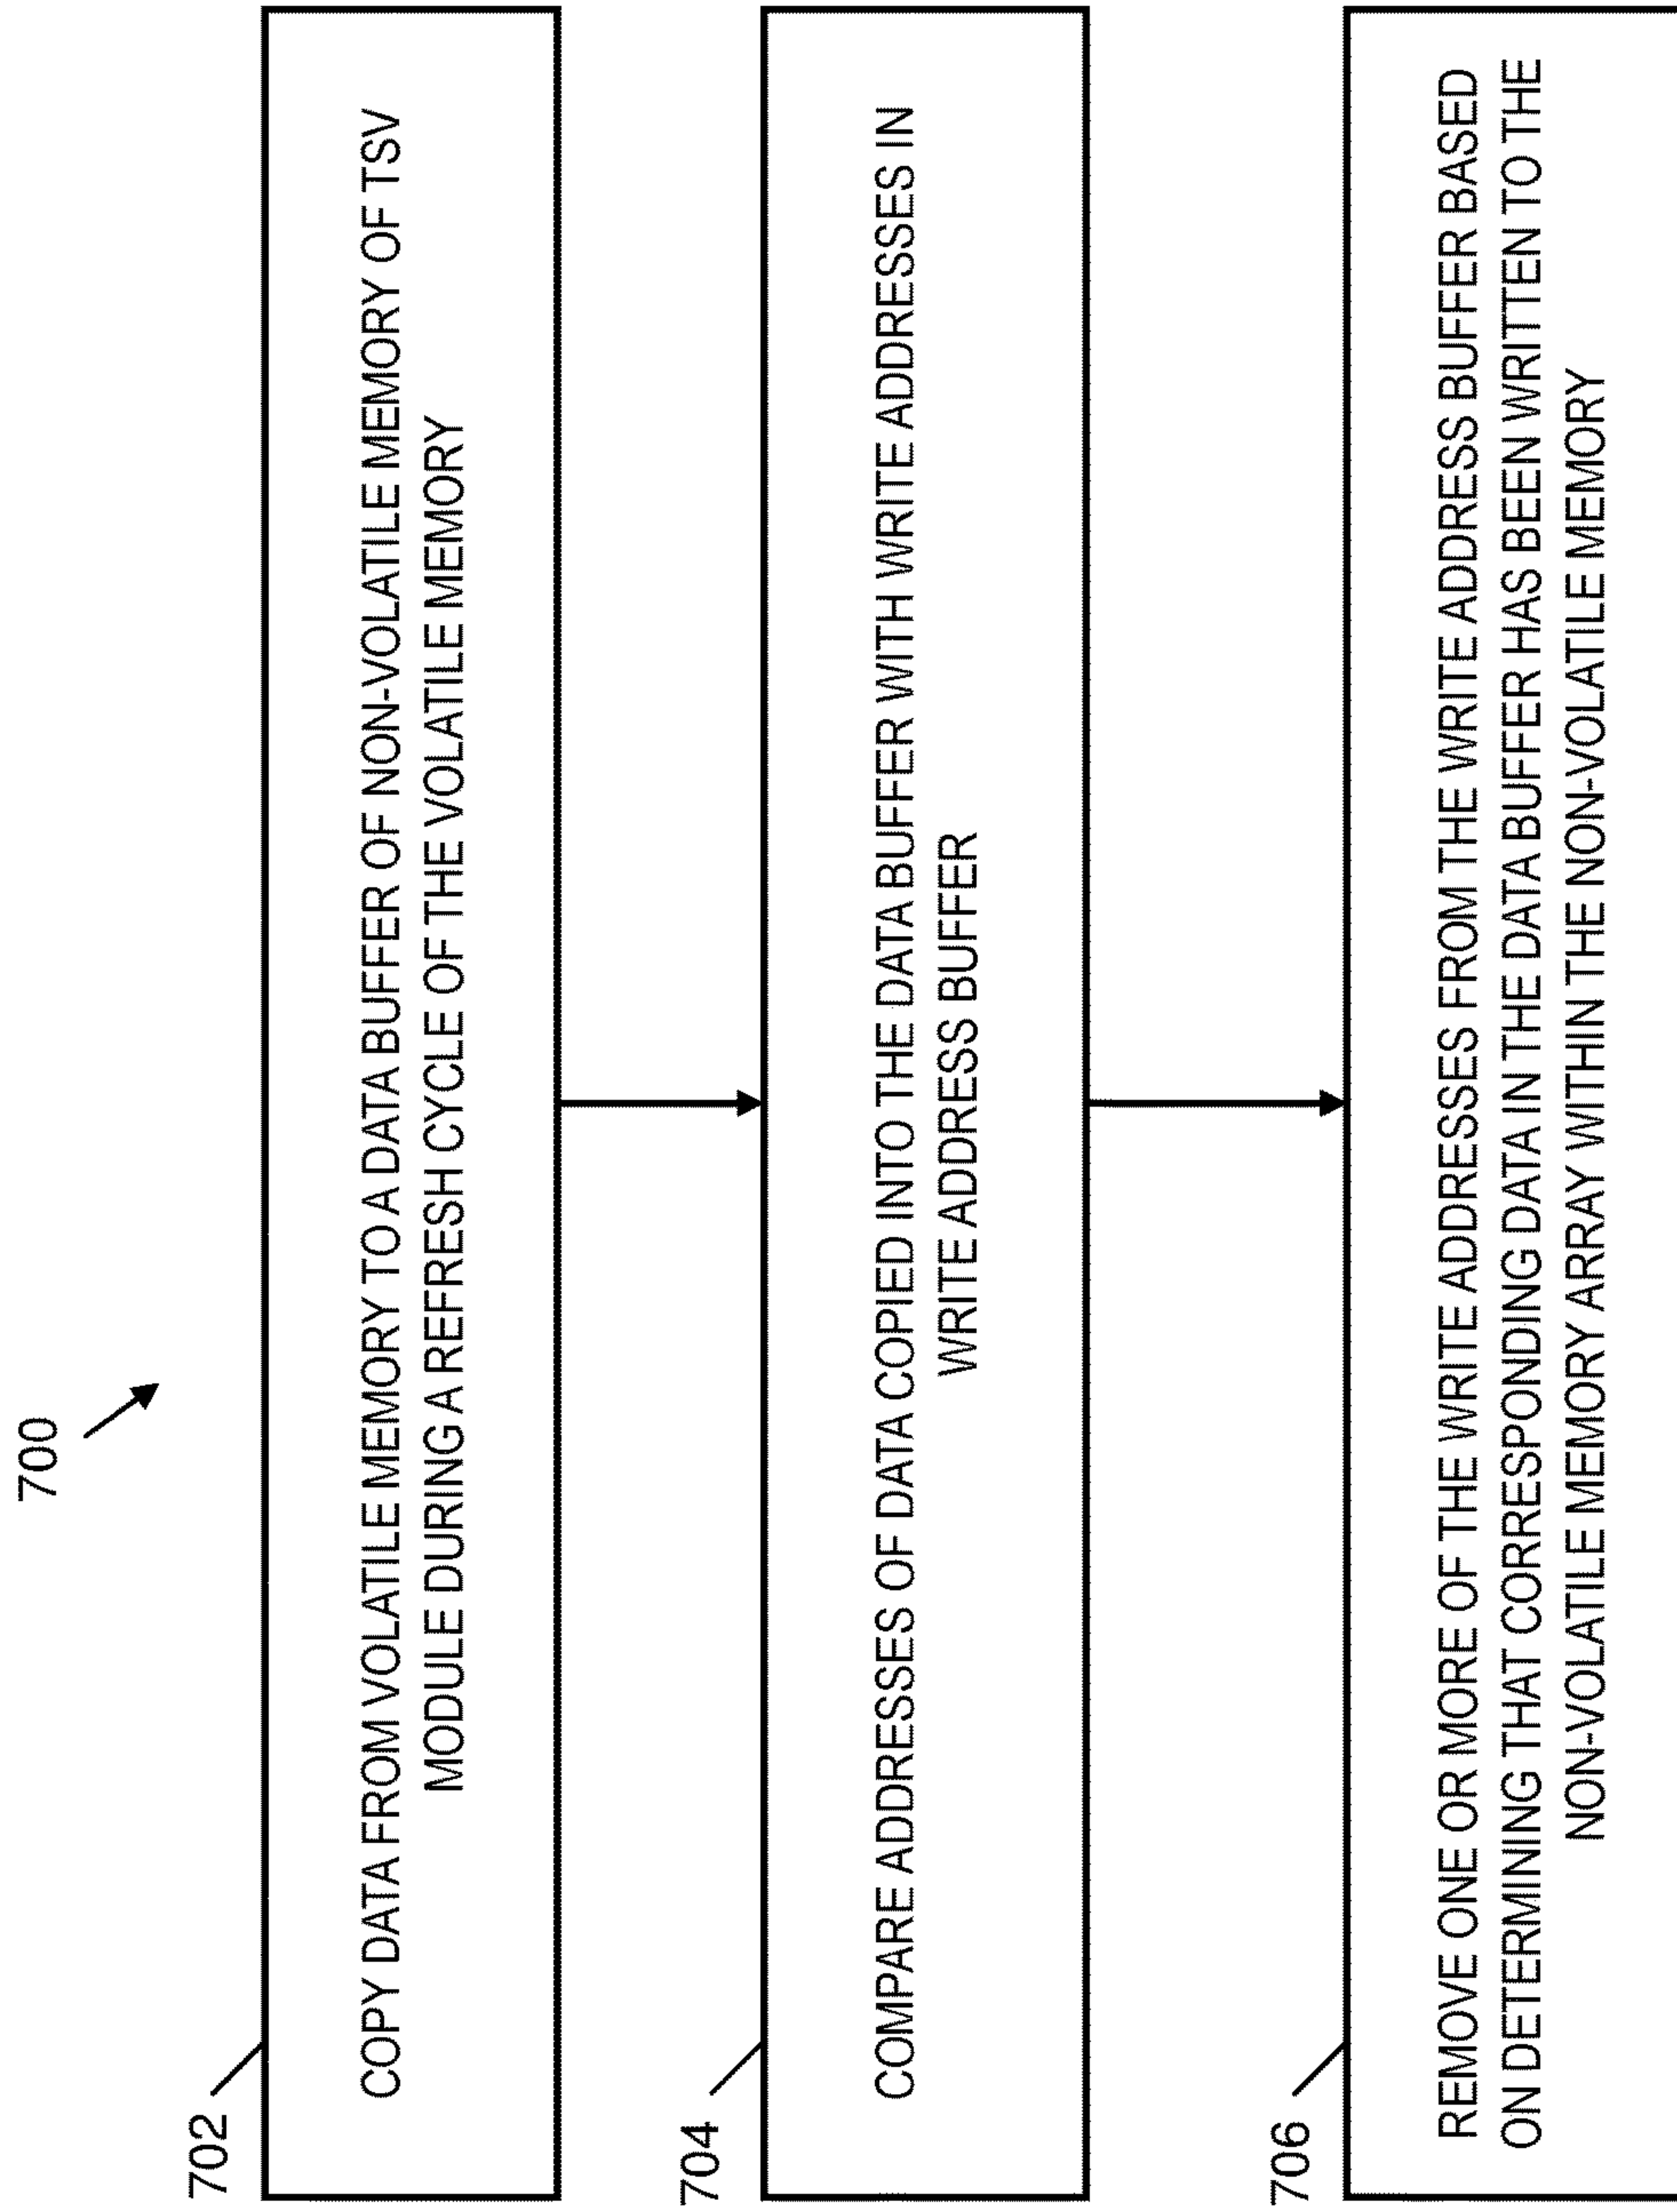 700
702
COPY DATA FROM VOLATILE MEMORY TO A DATA BUFFER OF NON-VOLATILE MEMORY OF TSV
MODULE DURING A REFRESH CYCLE OF THE VOLATILE MEMORY
704
COMPARE ADDRESSES OF DATA COPIED INTO THE DATA BUFFER WITH WRITE ADDRESSES IN
WRITE ADDRESS BUFFER
706
REMOVE ONE OR MORE OF THE WRITE ADDRESSES FROM THE WRITE ADDRESS BUFFER BASED
ON DETERMINING THAT CORRESPONDING DATA IN THE DATA BUFFER HAS BEEN WRITTEN TO THE
NON-VOLATILE MEMORY ARRAY WITHIN THE NON-VOLATILE MEMORY